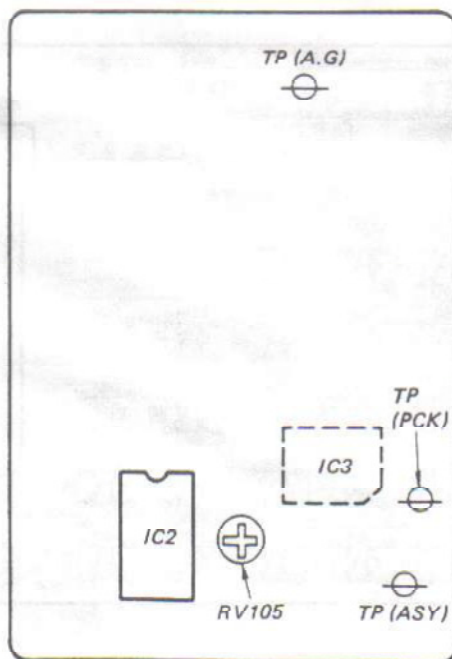 TP (A.G)
TP
(PCK)
IC3
IC2
RV105
TP (ASY)